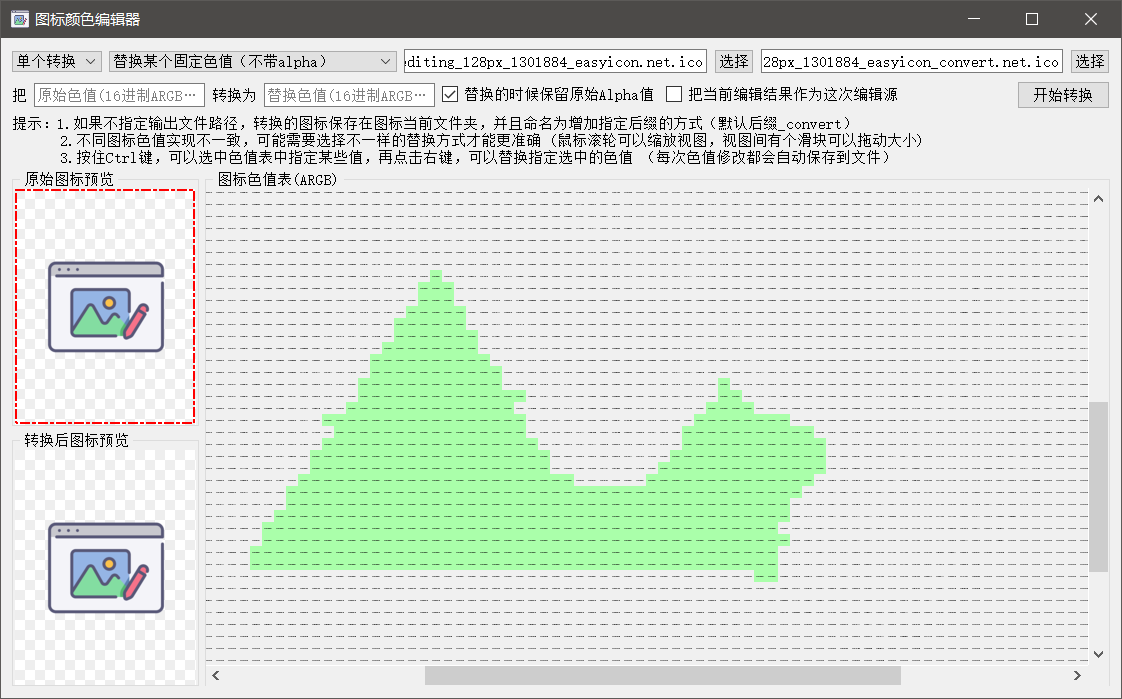 图标颜色编辑器
单个转换 替换某个固定色值（不带alpha） editing_128px_1301884_easyicon.net.ico 选择 28px_1301884_easyicon_convert.net.ico 选择
把 原始色值(16进制ARGB… 转换为 替换色值(16进制ARGB… 替换的时候保留原始Alpha值 把当前编辑结果作为这次编辑源 开始转换
提示：1.如果不指定输出文件路径，转换的图标保存在图标当前文件夹，并且命名为增加指定后缀的方式（默认后缀_convert）
2.不同图标色值实现不一致，可能需要选择不一样的替换方式才能更准确（鼠标滚轮可以缩放视图，视图间有个滑块可以拖动大小）
3.按住Ctrl键，可以选中色值表中指定某些值，再点击右键，可以替换指定选中的色值 （每次色值修改都会自动保存到文件）
原始图标预览 图标色值表(ARGB)
转换后图标预览